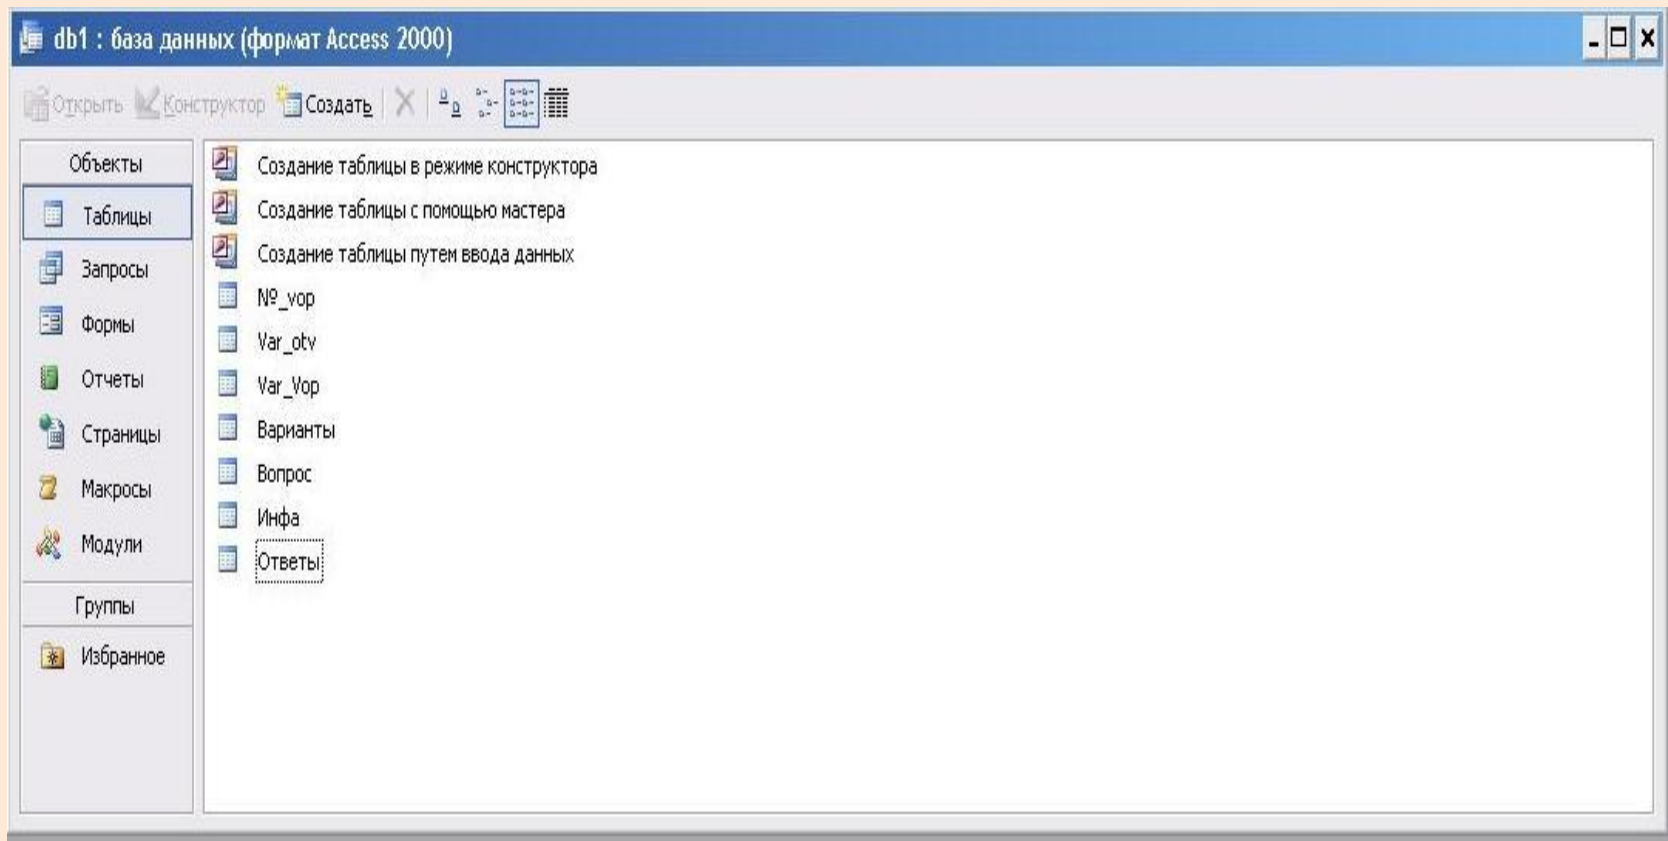 db1 : база данных (формат Access 2000)
Открыть Конструктор Создать
Объекты
Таблицы
Запросы
Формы
Отчеты
Страницы
Макросы
Модули
Группы
Избранное
Создание таблицы в режиме конструктора
Создание таблицы с помощью мастера
Создание таблицы путем ввода данных
№_vop
Var_otv
Var_Vop
Варианты
Вопрос
Инфа
Ответы